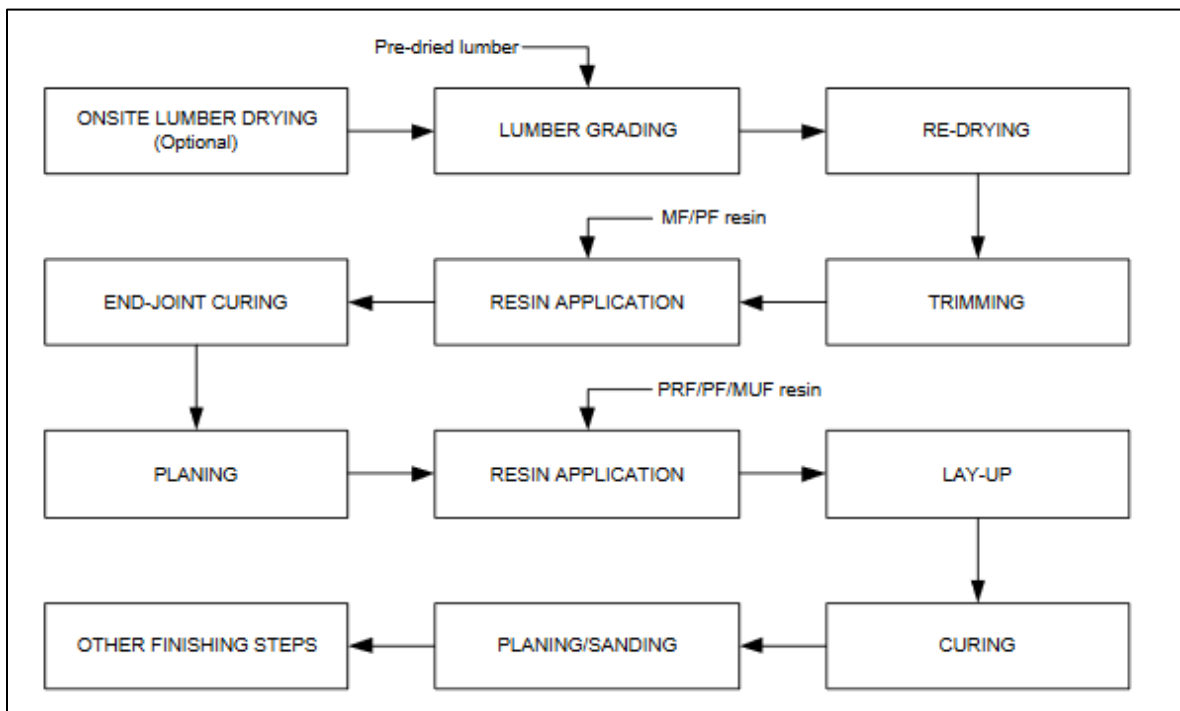 Pre-dried lumber
ONSITE LUMBER DRYING
(Optional)
LUMBER GRADING
RE-DRYING
MF/PF resin
END-JOINT CURING
RESIN APPLICATION
TRIMMING
PRF/PF/MUF resin
PLANING
RESIN APPLICATION
LAY-UP
OTHER FINISHING STEPS
PLANING/SANDING
CURING